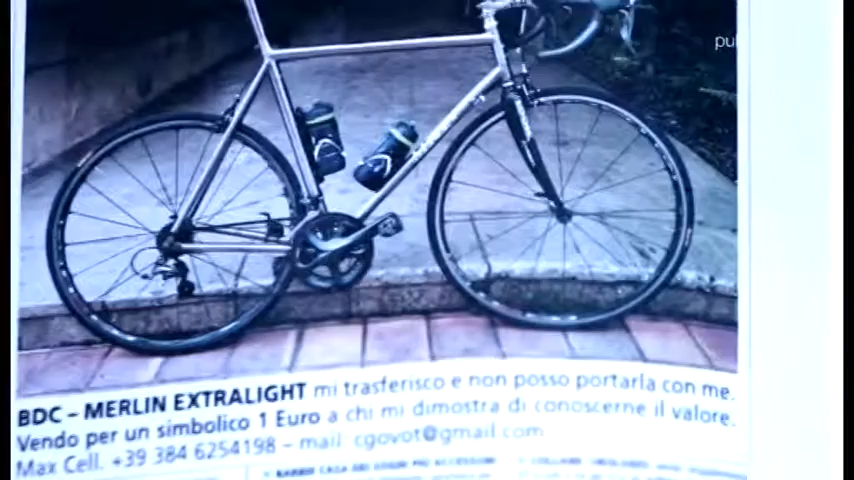 pu
BDC – MERLIN EXTRALIGHT mi trasferisco e non posso portarla con me.
Vendo per un simbolico 1 Euro a chi mi dimostra di conoscerne il valore.
Max Cell. +39 384 6254198 – mail: cgovot@gmail.com